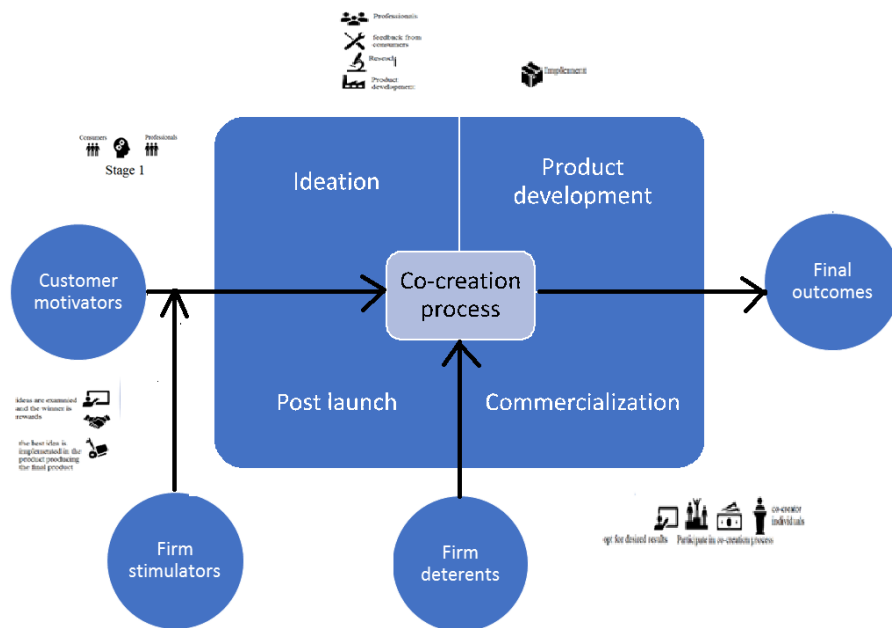 Professionals
feedback from
consumers
Product
development
Implement
Consumers
Professionals
Stage 1
Ideation
Product
development
Customer
motivators
Co-creation
process
Final
outcomes
ideas are examnied
and the winner is
rewards
the best idea is
implemented in the
product producing
the final product
Post launch
Commercialization
co-creator
individuals
opt for desired results
Participate in co-creation process
Firm
stimulators
Firm
deterents